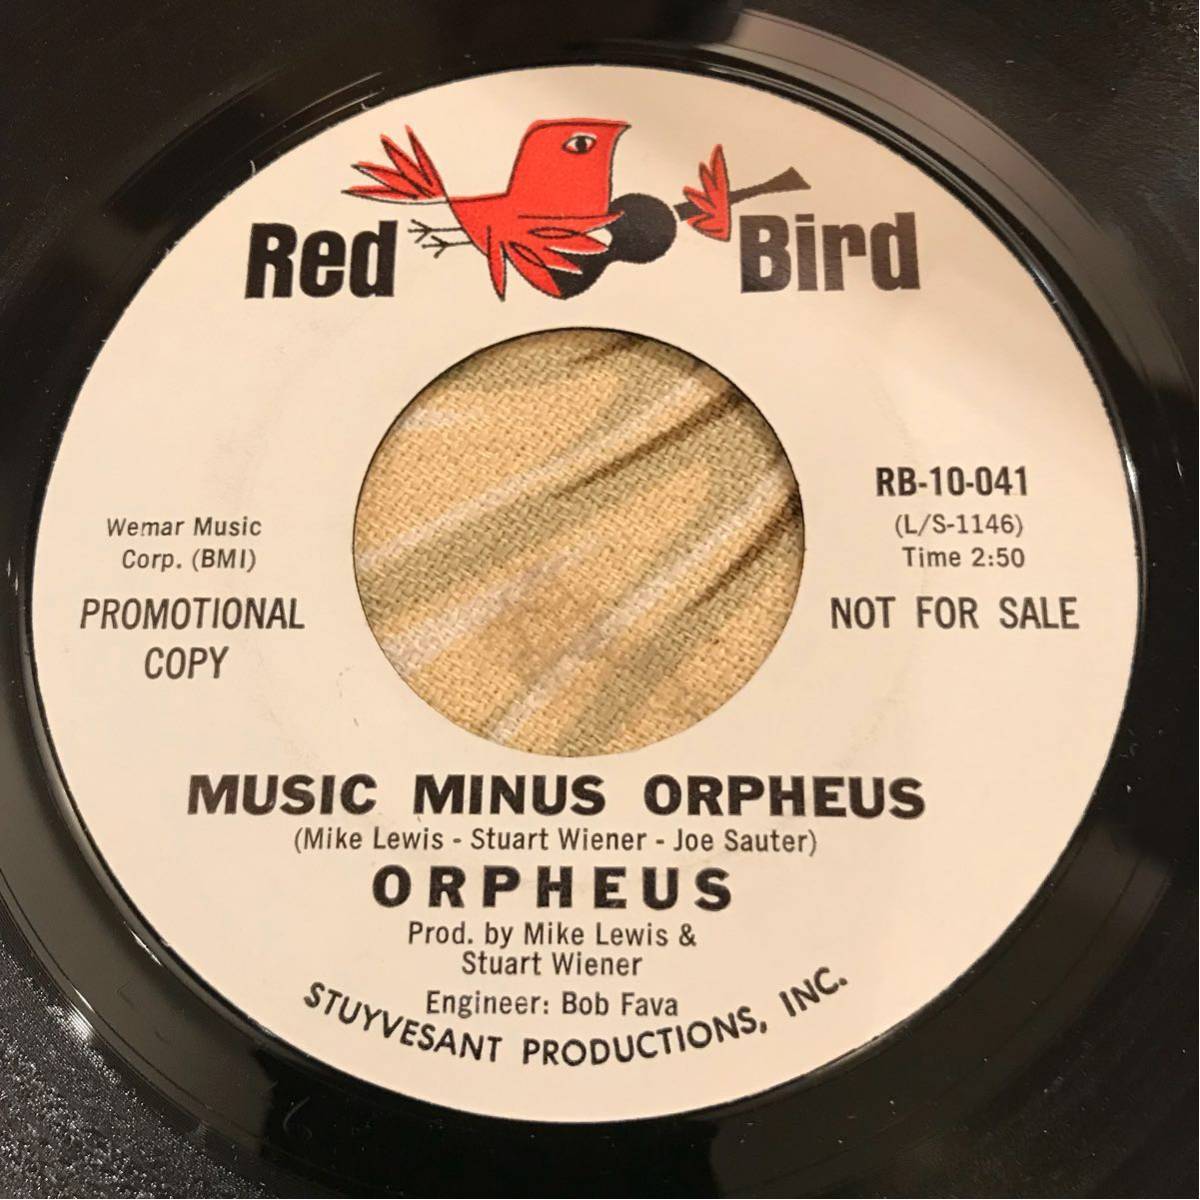 Red Bird
RB-10-041
(L/S-1146)
Time 2:50
NOT FOR SALE
Wemar Music
Corp. (BMI)
PROMOTIONAL
COPY
MUSIC MINUS ORPHEUS
(Mike Lewis - Stuart Wiener - Joe Sauter)
ORPHEUS
Prod. by Mike Lewis &
Stuart Wiener
Engineer: Bob Fava
STUYVESANT PRODUCTIONS, INC.